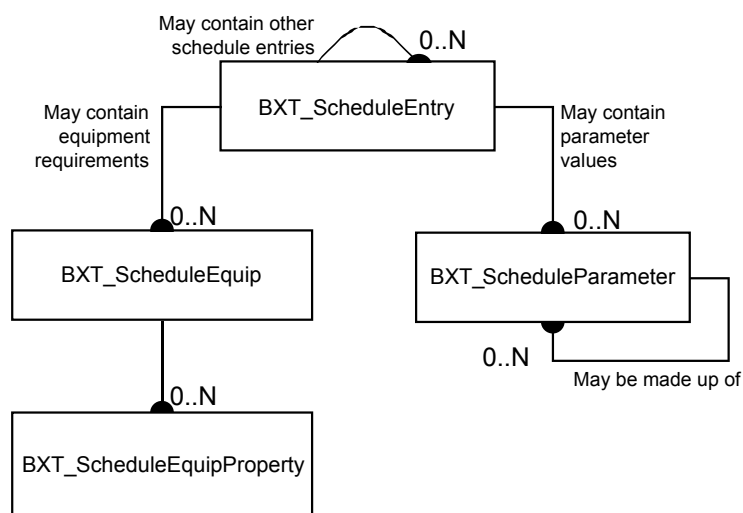 May contain other
schedule entries
0..N
BXT_ScheduleEntry
May contain
equipment
requirements
May contain
parameter
values
0..N
0..N
BXT_ScheduleEquip
BXT_ScheduleParameter
0..N
May be made up of
0..N
BXT_ScheduleEquipProperty